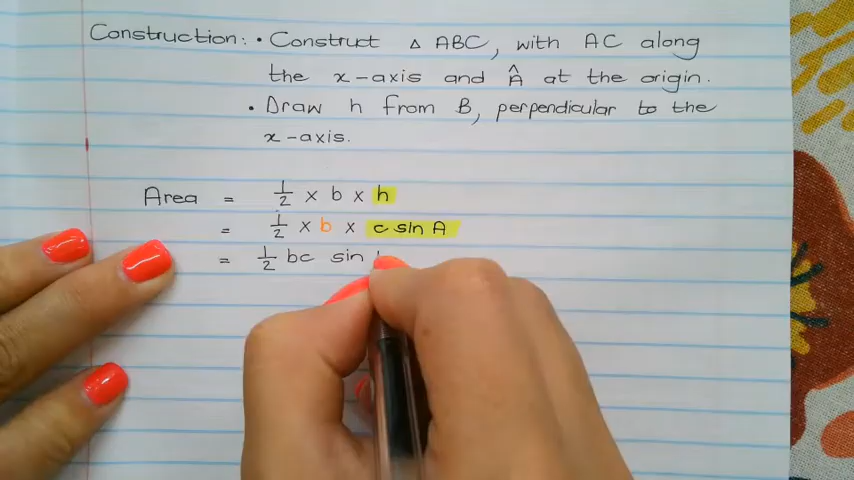 Construction: • Construct △ ABC, with AC along
the x-axis and Â at the origin.
• Draw h from B, perpendicular to the
x-axis.
Area = 1/2 × b × h
= 1/2 × b × c sin A
= 1/2 bc sin